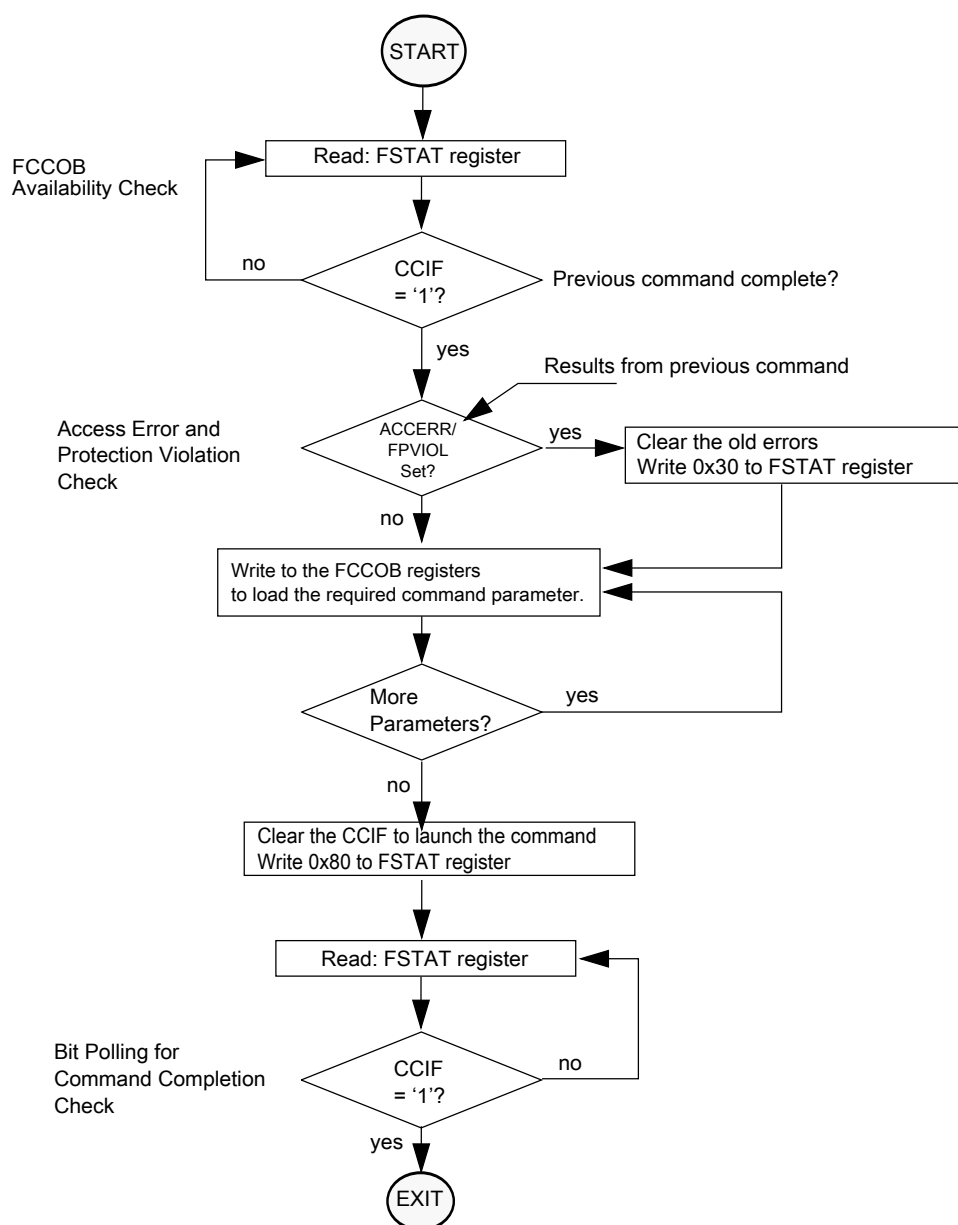 START
Read: FSTAT register
FCCOB
Availability Check
no
CCIF
= ‘1’?
Previous command complete?
yes
Results from previous command
Access Error and
Protection Violation
Check
ACCERR/
FPVIOL
Set?
yes
Clear the old errors
Write 0x30 to FSTAT register
no
Write to the FCCOB registers
to load the required command parameter.
More
Parameters?
yes
no
Clear the CCIF to launch the command
Write 0x80 to FSTAT register
Read: FSTAT register
Bit Polling for
Command Completion
Check
CCIF
= ‘1’?
no
yes
EXIT